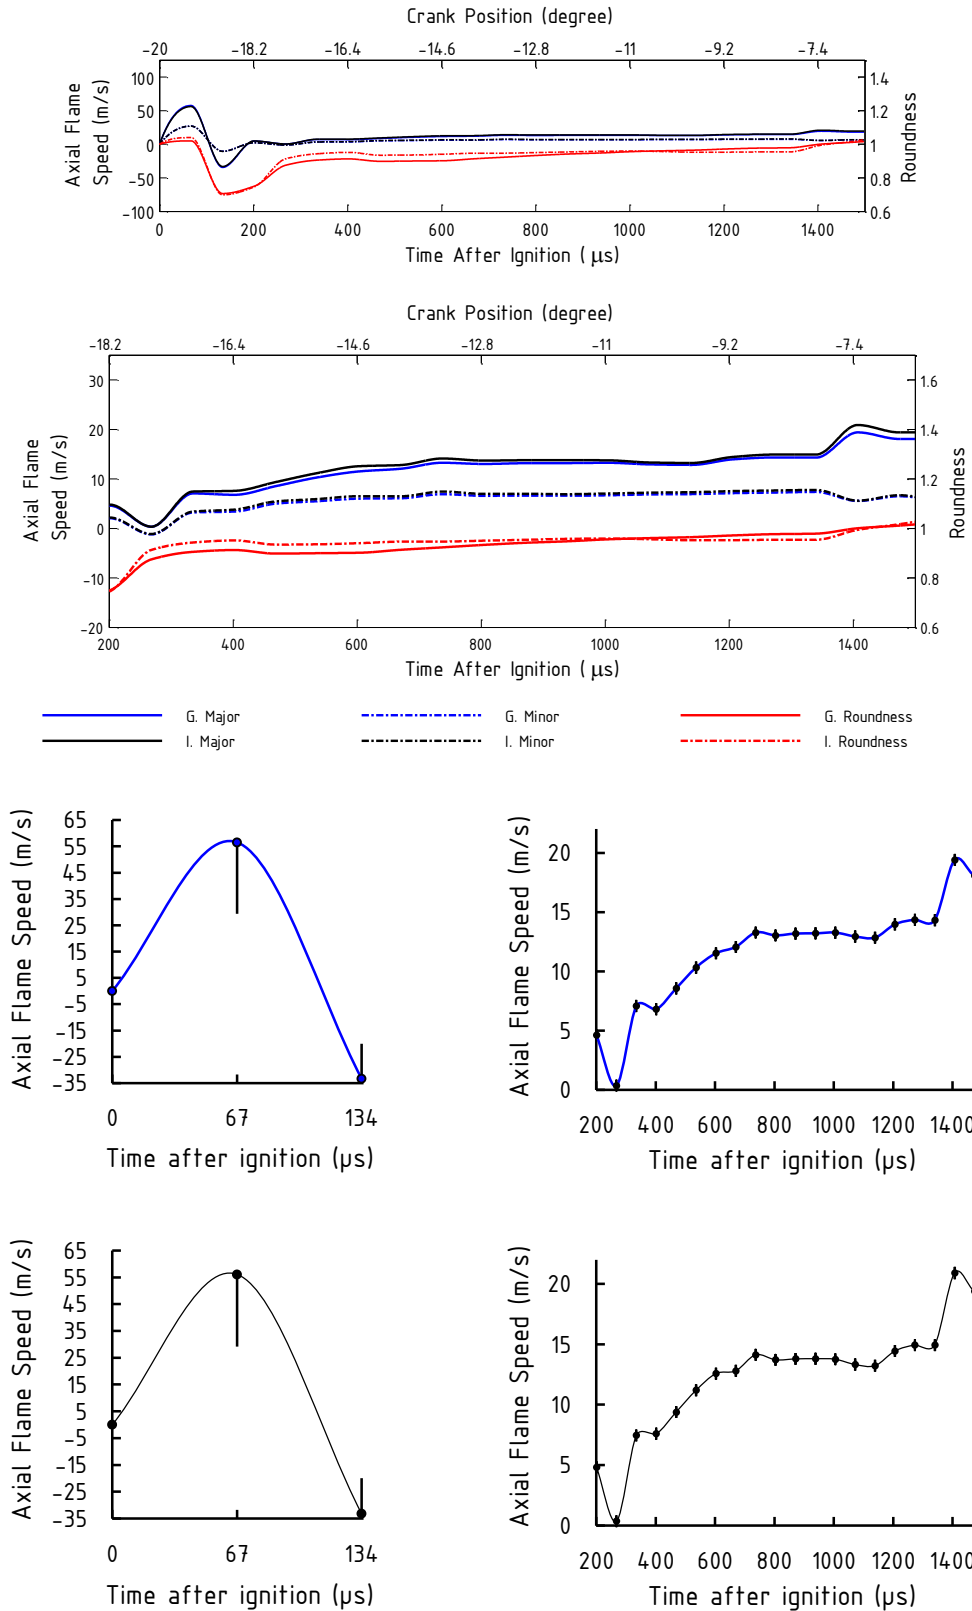 Crank Position (degree)
-20 -18.2 -16.4 -14.6 -12.8 -11 -9.2 -7.4
Axial Flame
Speed (m/s)
100
50
0
-50
-100
1.4
1.2
1
0.8
0.6
Roundness
0 200 400 600 800 1000 1200 1400
Time After Ignition ( µs)
Crank Position (degree)
-18.2 -16.4 -14.6 -12.8 -11 -9.2 -7.4
Axial Flame
Speed (m/s)
30
20
10
0
-10
-20
1.6
1.4
1.2
1
0.8
0.6
Roundness
200 400 600 800 1000 1200 1400
Time After Ignition ( µs)
G. Major G. Minor G. Roundness
I. Major I. Minor I. Roundness
Axial Flame Speed (m/s)
65
55
45
35
25
15
5
-5
-15
-25
-35
0 67 134
Time after ignition (µs)
Axial Flame Speed (m/s)
20
15
10
5
0
200 400 600 800 1000 1200 1400
Time after ignition (µs)
Axial Flame Speed (m/s)
65
55
45
35
25
15
5
-5
-15
-25
-35
0 67 134
Time after ignition (µs)
Axial Flame Speed (m/s)
20
15
10
5
0
200 400 600 800 1000 1200 1400
Time after ignition (µs)